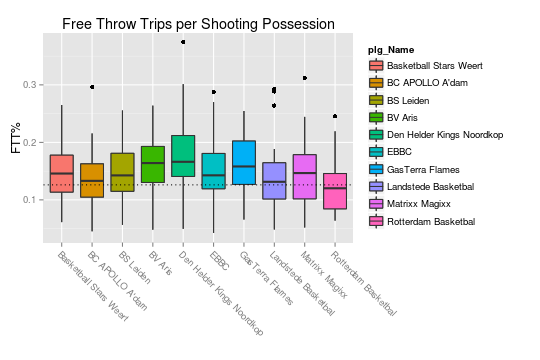 Free Throw Trips per Shooting Possession
FTT%
0.3
0.2
0.1
Basketball Stars Weert
BC APOLLO A'dam
BS Leiden
BV Aris
Den Helder Kings Noordkop
EBBC
GasTerra Flames
Landstede Basketbal
Matrixx Magixx
Rotterdam Basketbal
plg_Name
Basketball Stars Weert
BC APOLLO A'dam
BS Leiden
BV Aris
Den Helder Kings Noordkop
EBBC
GasTerra Flames
Landstede Basketbal
Matrixx Magixx
Rotterdam Basketbal